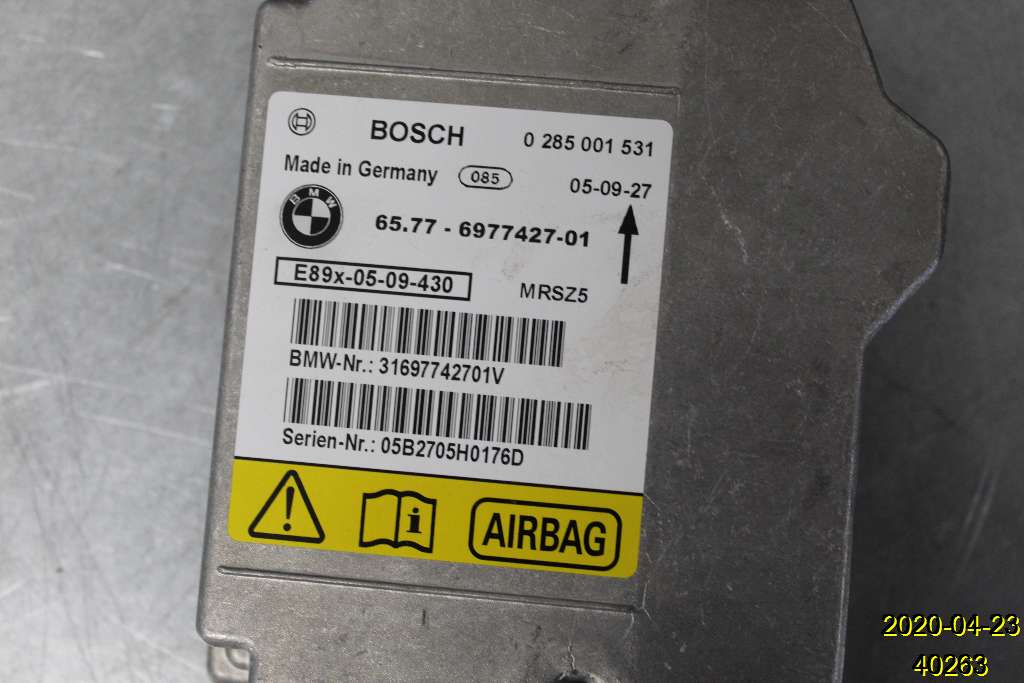 BOSCH 0 285 001 531
Made in Germany 085 05-09-27
BMW
65.77 - 6977427-01
E89x-05-09-430 MRSZ5
BMW-Nr.: 31697742701V
Serien-Nr.: 05B2705H0176D
AIRBAG
2020-04-23
40263